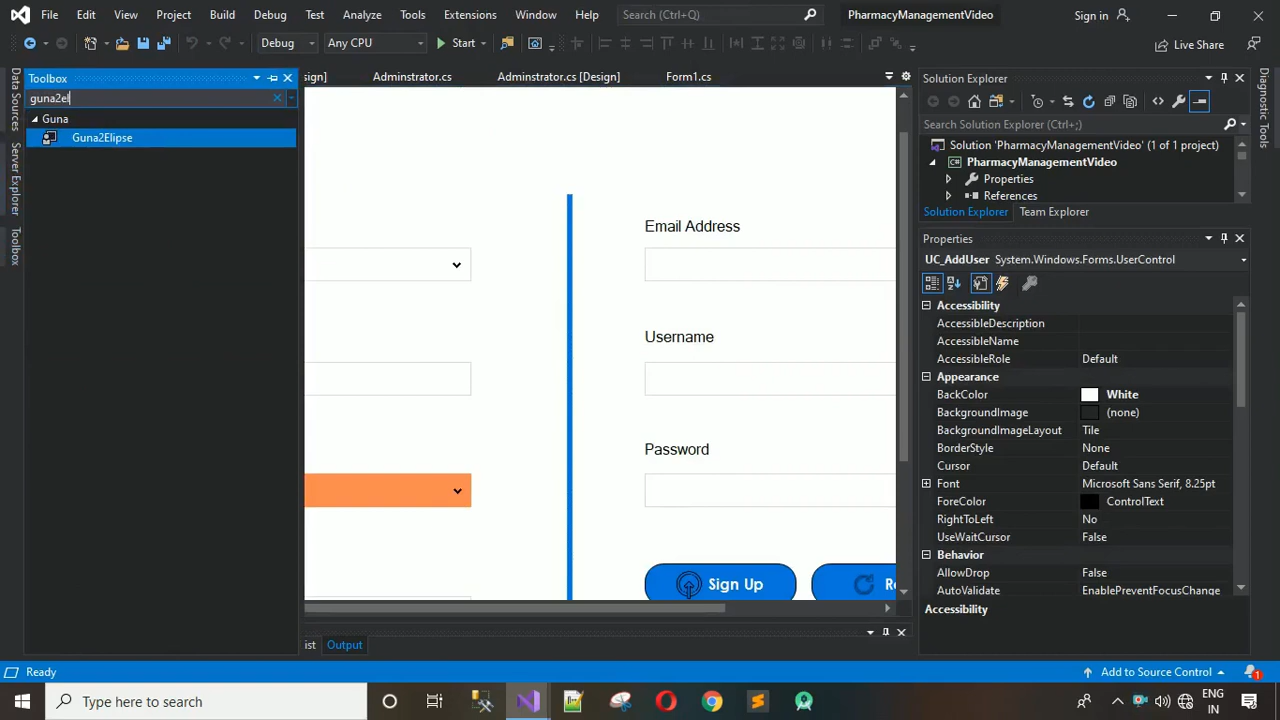 File Edit View Project Build Debug Test Analyze Tools Extensions Window Help Search (Ctrl+Q) PharmacyManagementVideo Sign in
Debug Any CPU Start Live Share
Toolbox
guna2el
Guna
Guna2Elipse
Data Sources
Server Explorer
Toolbox
sign] Adminstrator.cs Adminstrator.cs [Design] Form1.cs
Email Address
Username
Password
Sign Up
Re
ist Output
Solution Explorer
Search Solution Explorer (Ctrl+;)
Solution 'PharmacyManagementVideo' (1 of 1 project)
PharmacyManagementVideo
Properties
References
Solution Explorer Team Explorer
Properties
UC_AddUser System.Windows.Forms.UserControl
Accessibility
AccessibleDescription
AccessibleName
AccessibleRole Default
Appearance
BackColor White
BackgroundImage (none)
BackgroundImageLayout Tile
BorderStyle None
Cursor Default
Font Microsoft Sans Serif, 8.25pt
ForeColor ControlText
RightToLeft No
UseWaitCursor False
Behavior
AllowDrop False
AutoValidate EnablePreventFocusChange
Accessibility
Diagnostic Tools
Ready Add to Source Control 1
Type here to search ENG
IN